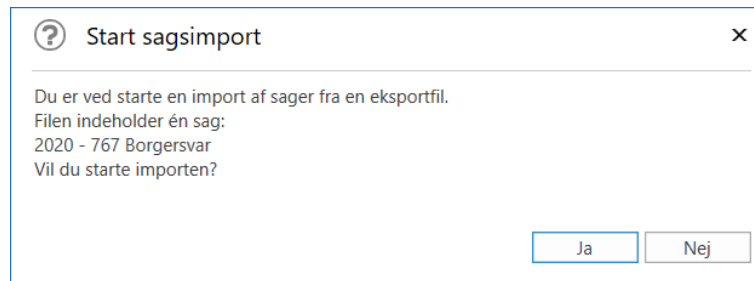 Start sagsimport
Du er ved starte en import af sager fra en eksportfil.
Filen indeholder én sag:
2020 - 767 Borgersvar
Vil du starte importen?
Ja
Nej